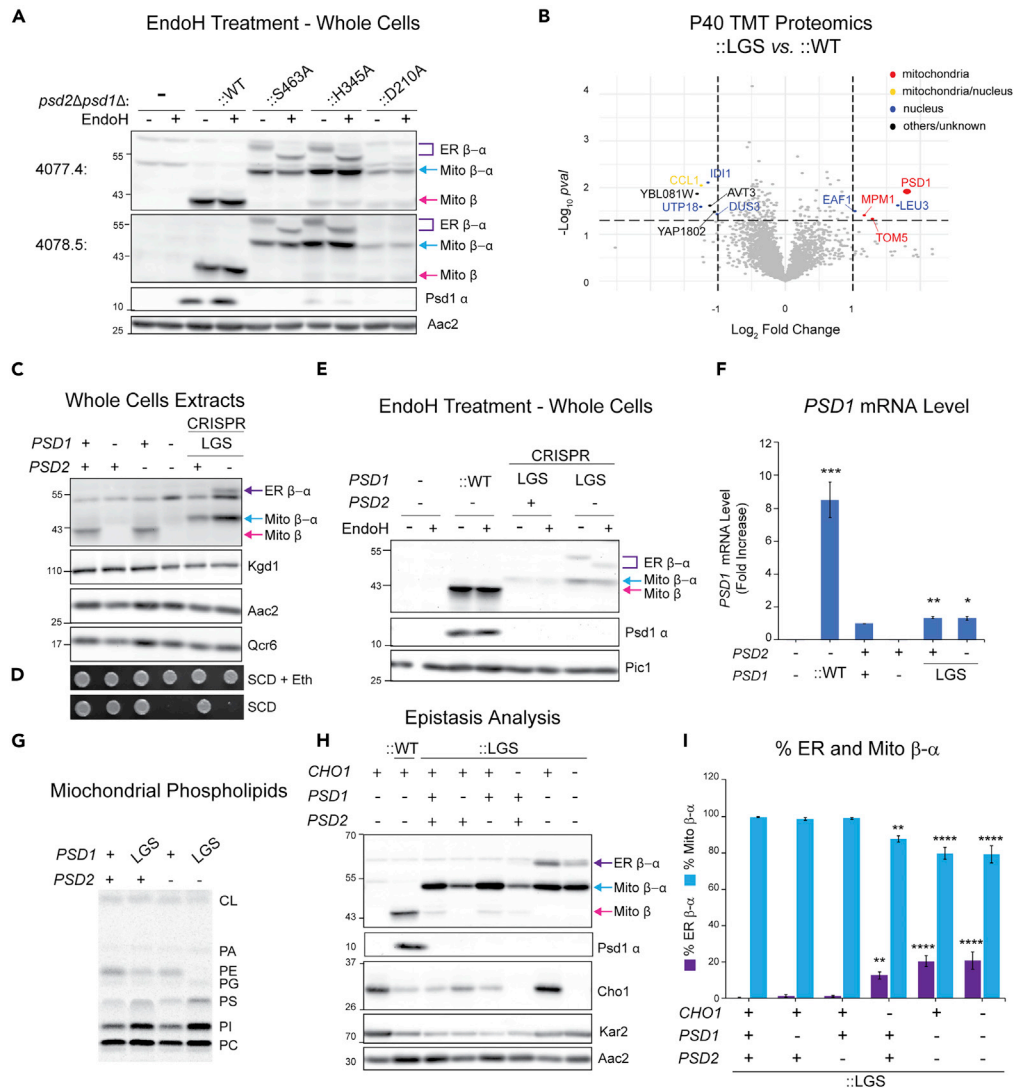 A
EndoH Treatment - Whole Cells
psd2Δpsd1Δ: - ::WT ::S463A ::H345A ::D210A
EndoH - + - + - + - + - +
4077.4:
55
43
ER β-α
Mito β-α
Mito β
4078.5:
55
43
ER β-α
Mito β-α
Mito β
10
Psd1 α
25
Aac2
B
P40 TMT Proteomics
::LGS vs. ::WT
mitochondria
mitochondria/nucleus
nucleus
others/unknown
-Log10 pval
4
3
2
1
0
CCL1
IDI1
YBL081W
AVT3
UTP18
DUS3
YAP1802
EAF1
PSD1
MPM1
LEU3
TOM5
-1 0 1
Log2 Fold Change
C
Whole Cells Extracts
CRISPR
PSD1 + - + - LGS
PSD2 + + - - + -
55
43
ER β-α
Mito β-α
Mito β
110
Kgd1
25
Aac2
17
Qcr6
D
SCD + Eth
SCD
E
EndoH Treatment - Whole Cells
CRISPR
PSD1 - ::WT LGS LGS
PSD2 - - + -
EndoH - + - + - + - +
55
43
ER β-α
Mito β-α
Mito β
15
10
Psd1 α
25
Pic1
F
PSD1 mRNA Level
PSD1 mRNA Level
(Fold Increase)
12
10
8
6
4
2
0
***
**
*
PSD2 - - + + + -
PSD1 - ::WT + - LGS
G
Miochondrial Phospholipids
PSD1 + LGS + LGS
PSD2 + + - -
CL
PA
PE
PG
PS
PI
PC
H
Epistasis Analysis
::WT ::LGS
CHO1 + + + - + - + -
PSD1 - - + + + + - -
PSD2 - - + + - + - -
70
55
43
ER β-α
Mito β-α
Mito β
10
Psd1 α
37
26
Cho1
70
Kar2
30
Aac2
I
% ER and Mito β-α
% ER β-α
% Mito β-α
120
100
80
60
40
20
0
**
****
****
**
****
****
CHO1 + + + - + -
PSD1 + - + + - -
PSD2 + + - + - -
::LGS